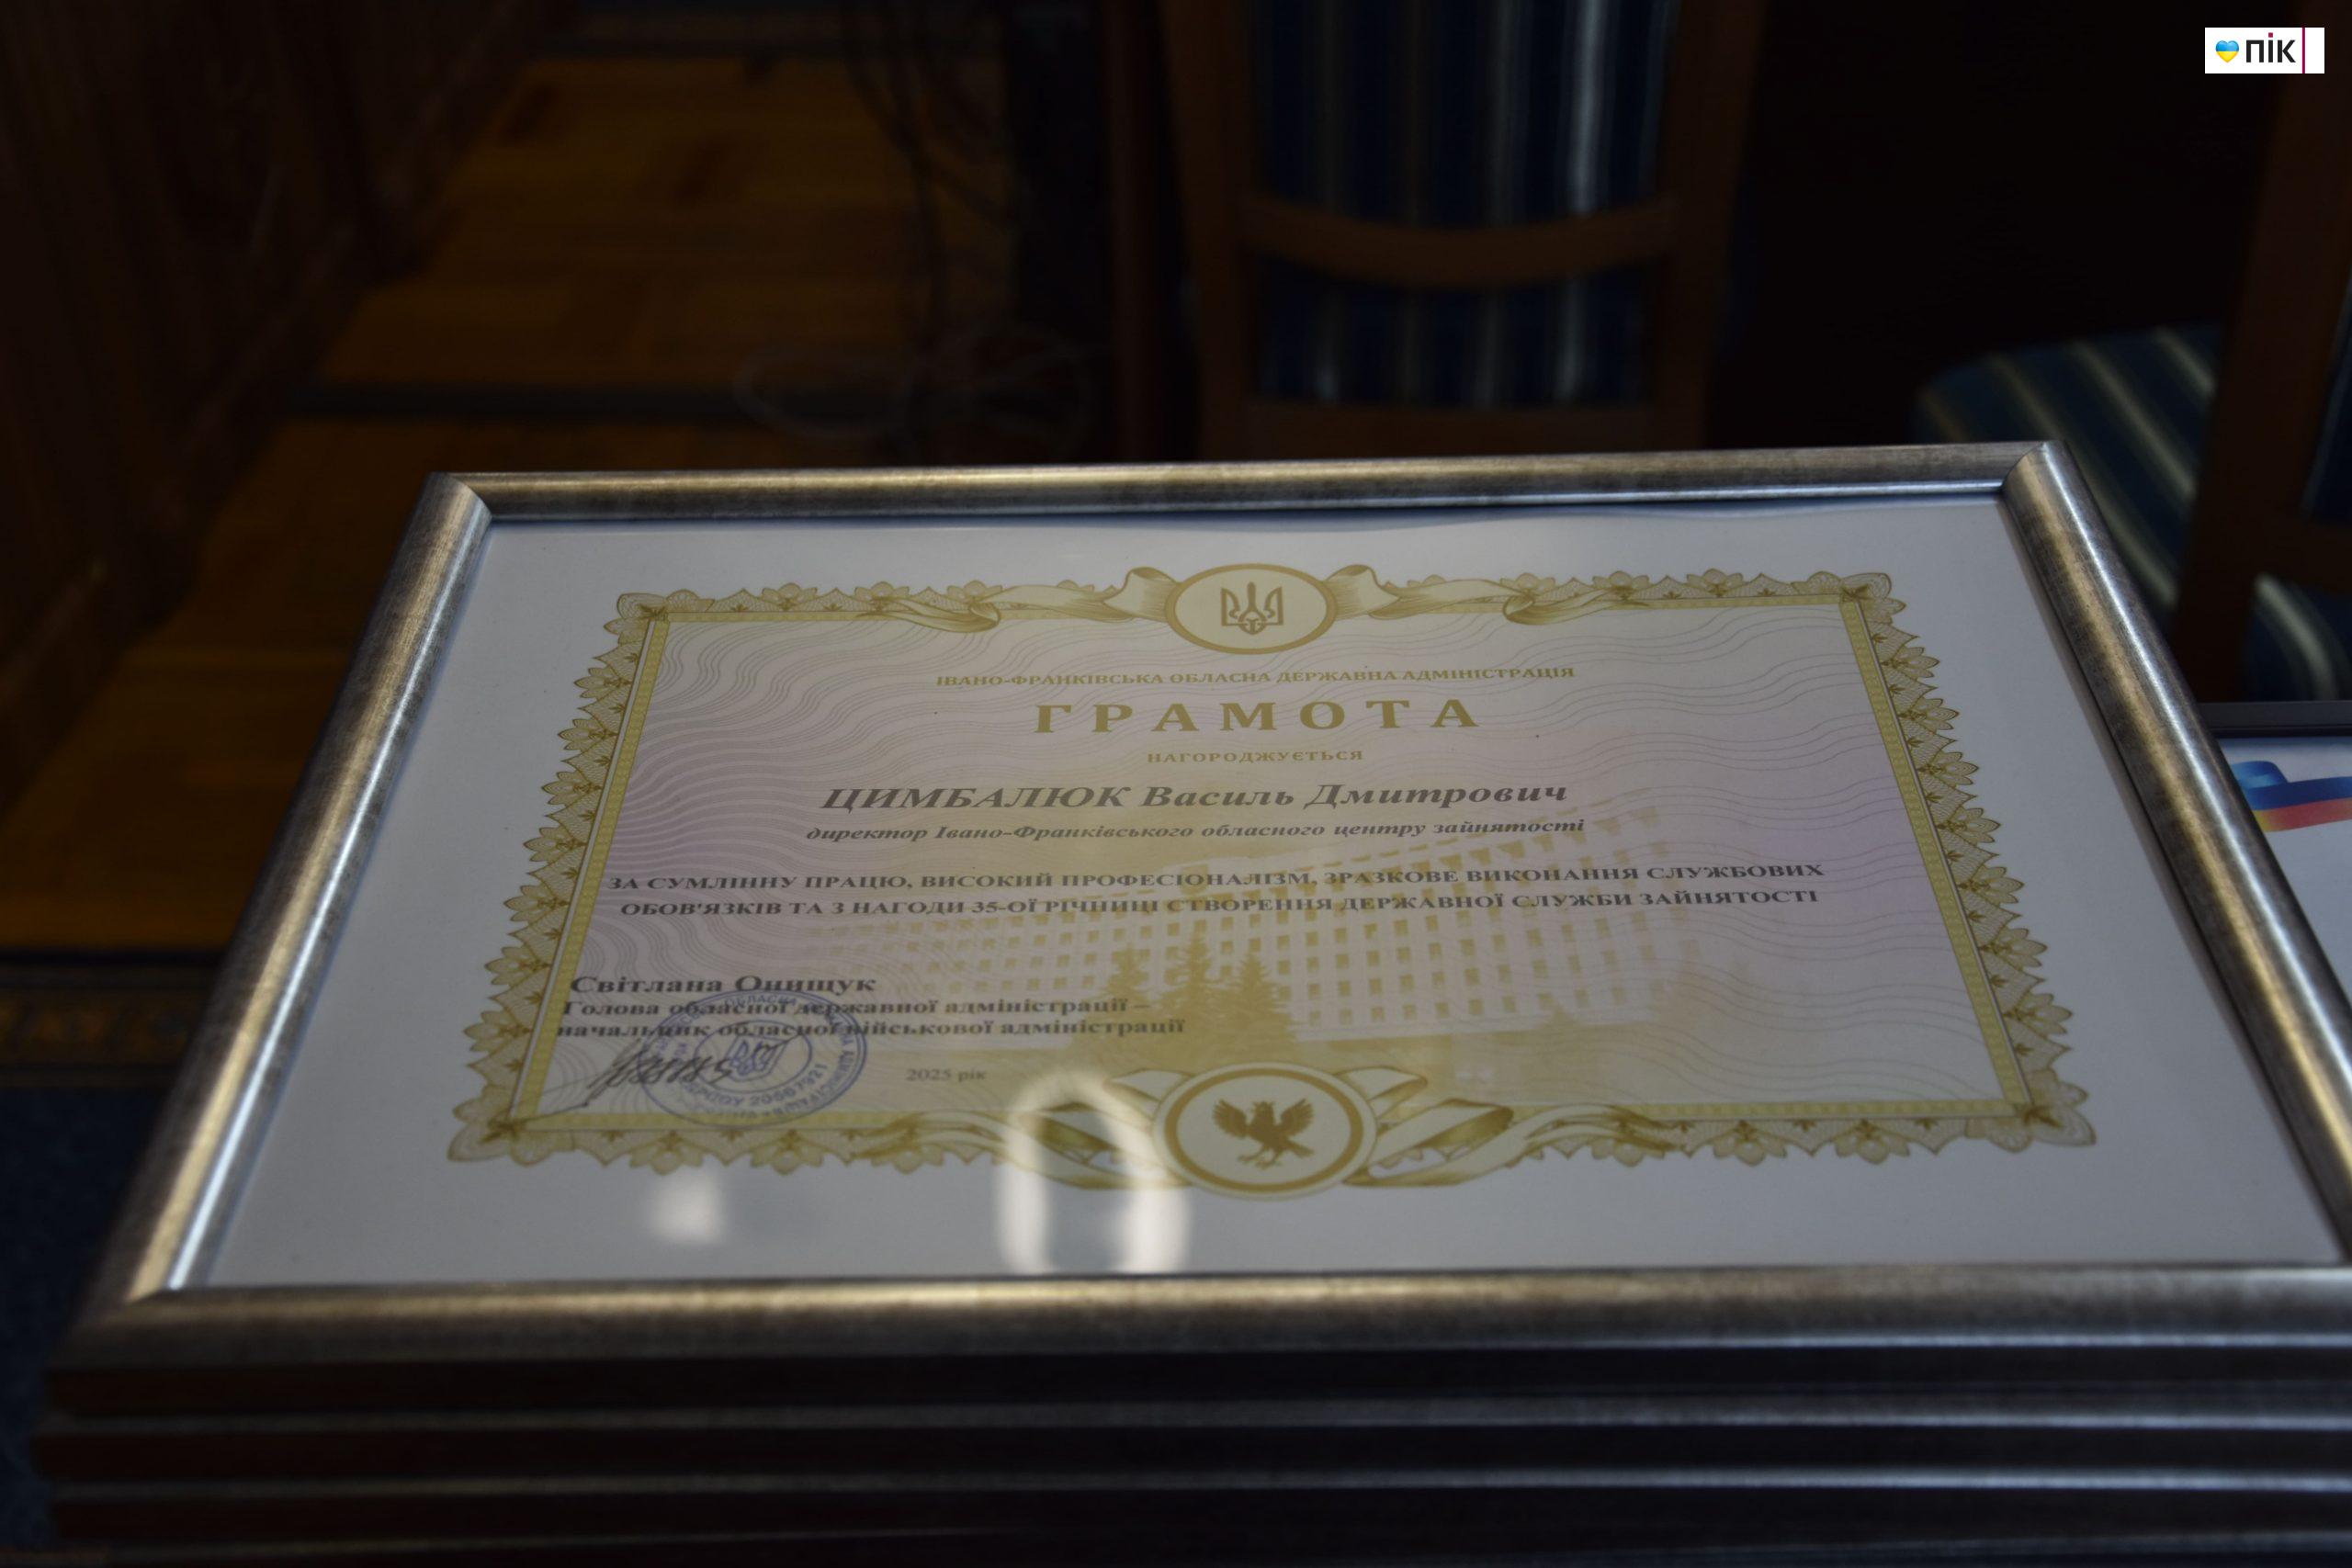 пік
ІВАНО-ФРАНКІВСЬКА ОБЛАСНА ДЕРЖАВНА АДМІНІСТРАЦІЯ
ГРАМОТА
НАГОРОДЖУЄТЬСЯ
ЦИМБАЛЮК Василь Дмитрович
директор Івано-Франківського обласного центру зайнятості
ЗА СУМЛІННУ ПРАЦЮ, ВИСОКИЙ ПРОФЕСІОНАЛІЗМ, ЗРАЗКОВЕ ВИКОНАННЯ СЛУЖБОВИХ
ОБОВ'ЯЗКІВ ТА З НАГОДИ 35-ОЇ РІЧНИЦІ СТВОРЕННЯ ДЕРЖАВНОЇ СЛУЖБИ ЗАЙНЯТОСТІ
Світлана Онищук
Голова обласної державної адміністрації –
начальник обласної військової адміністрації
2025 рік